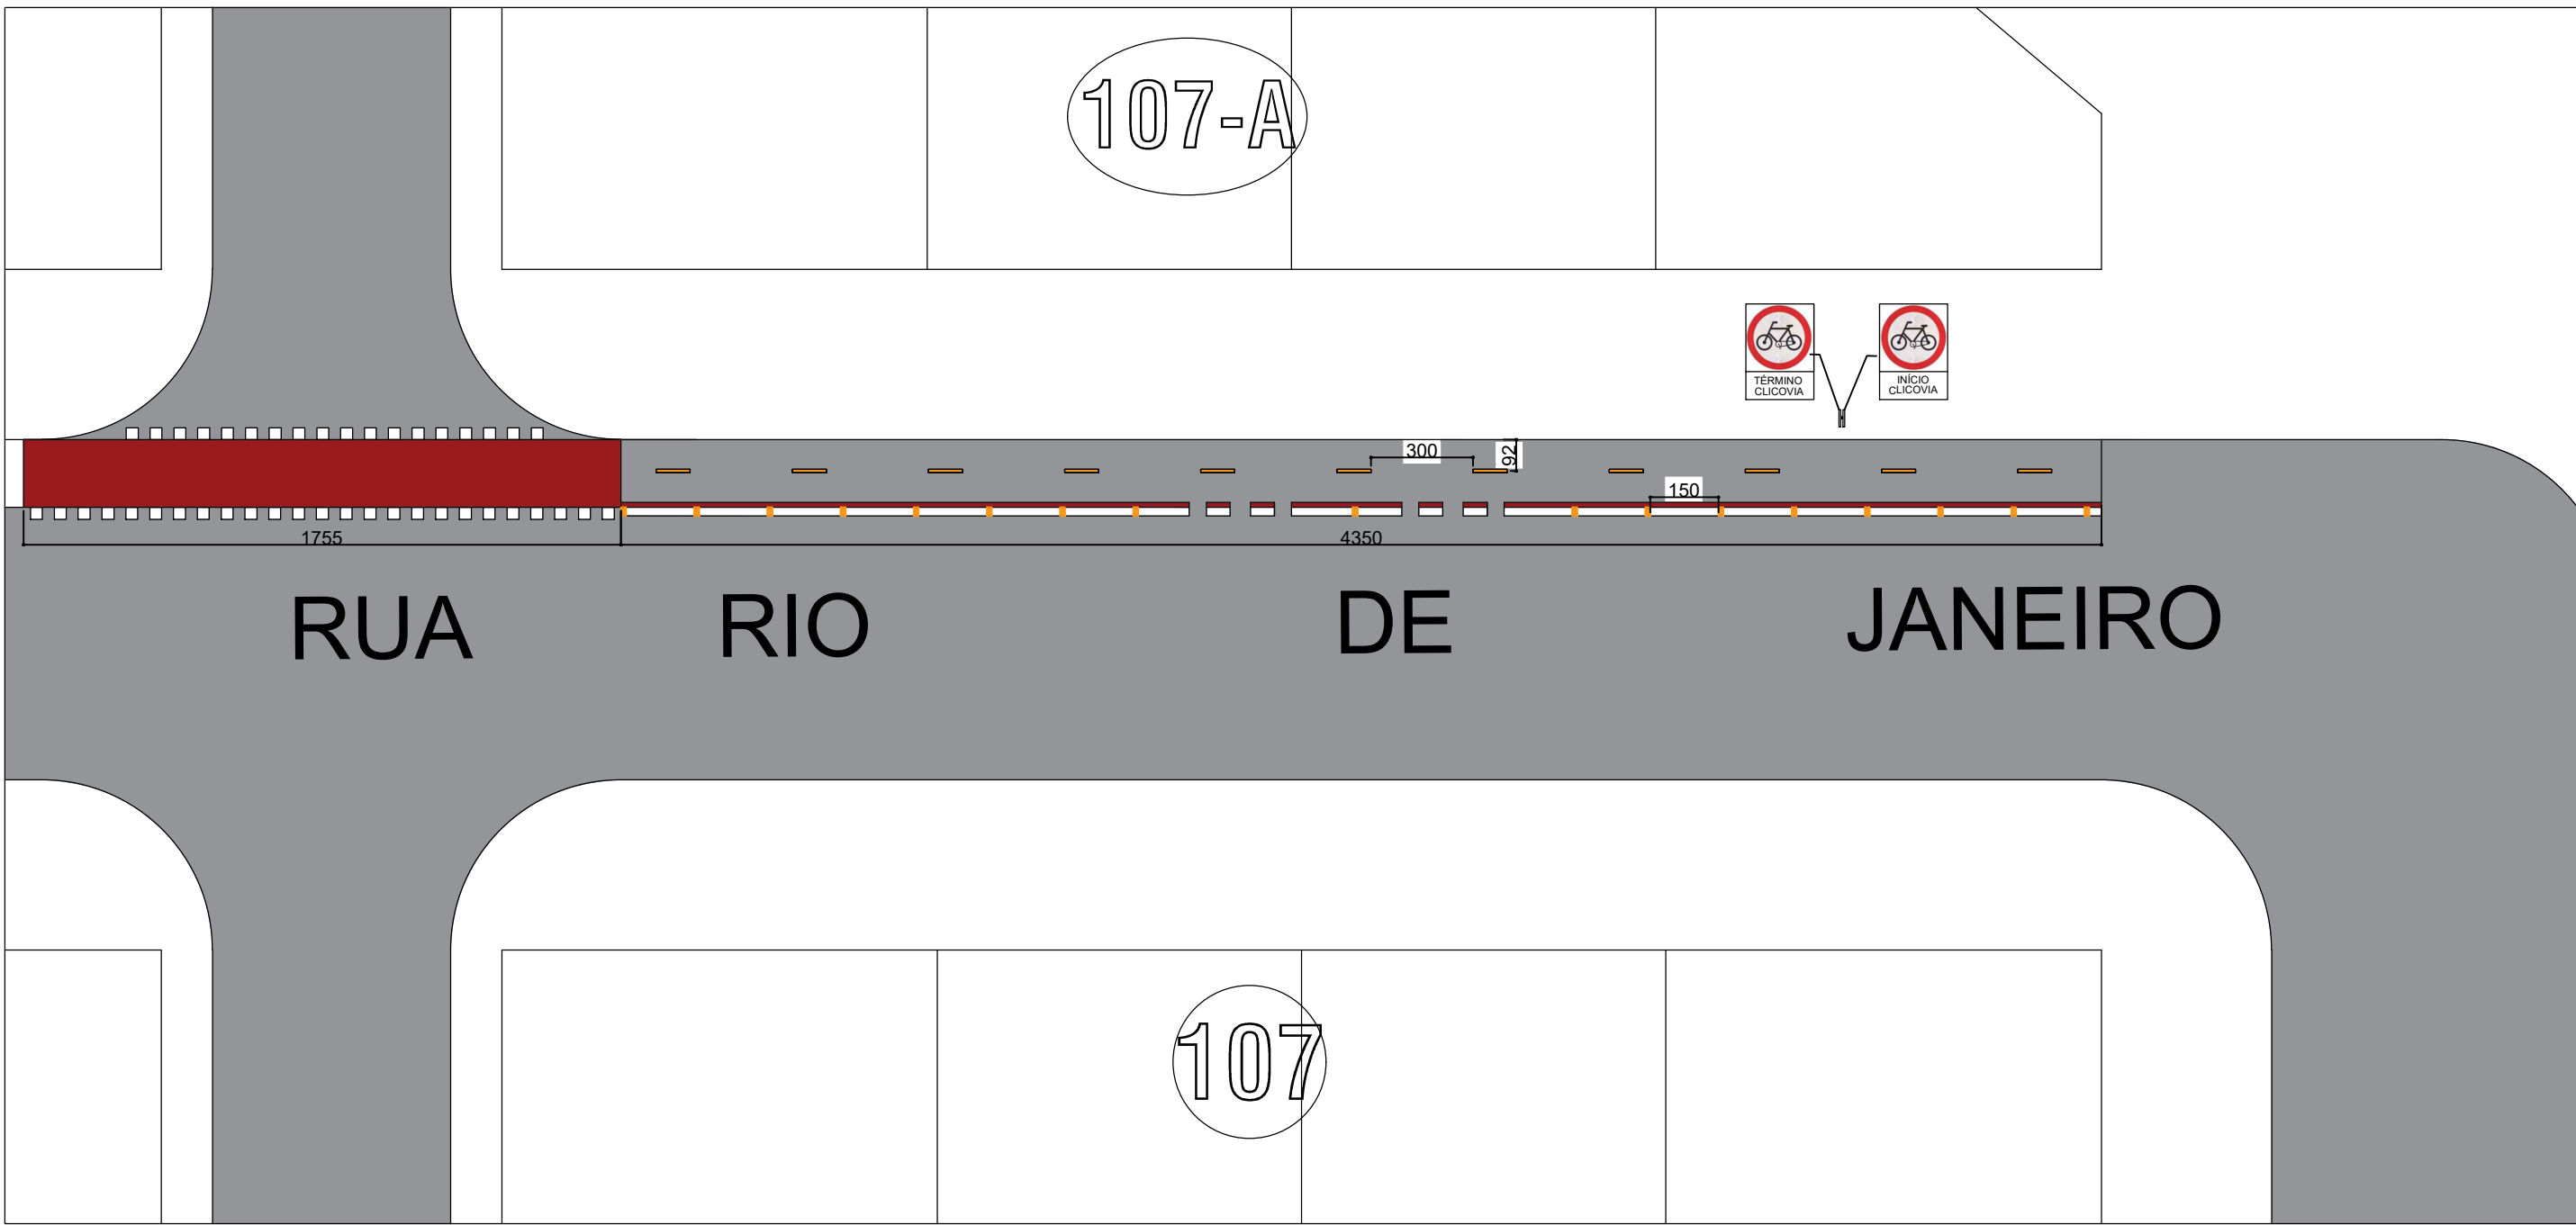 107-A
TÉRMINO
CLICOVIA
INÍCIO
CLICOVIA
300
92
150
1755
4350
RUA RIO DE JANEIRO
107